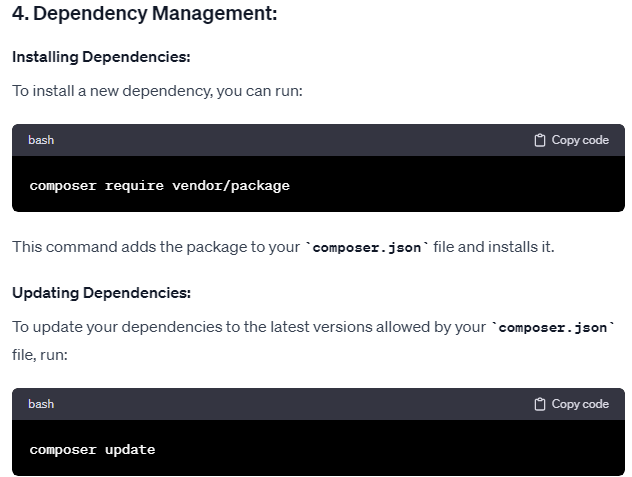 4. Dependency Management:
Installing Dependencies:
To install a new dependency, you can run:
bash
Copy code
composer require vendor/package
This command adds the package to your `composer.json` file and installs it.
Updating Dependencies:
To update your dependencies to the latest versions allowed by your `composer.json`
file, run:
bash
Copy code
composer update